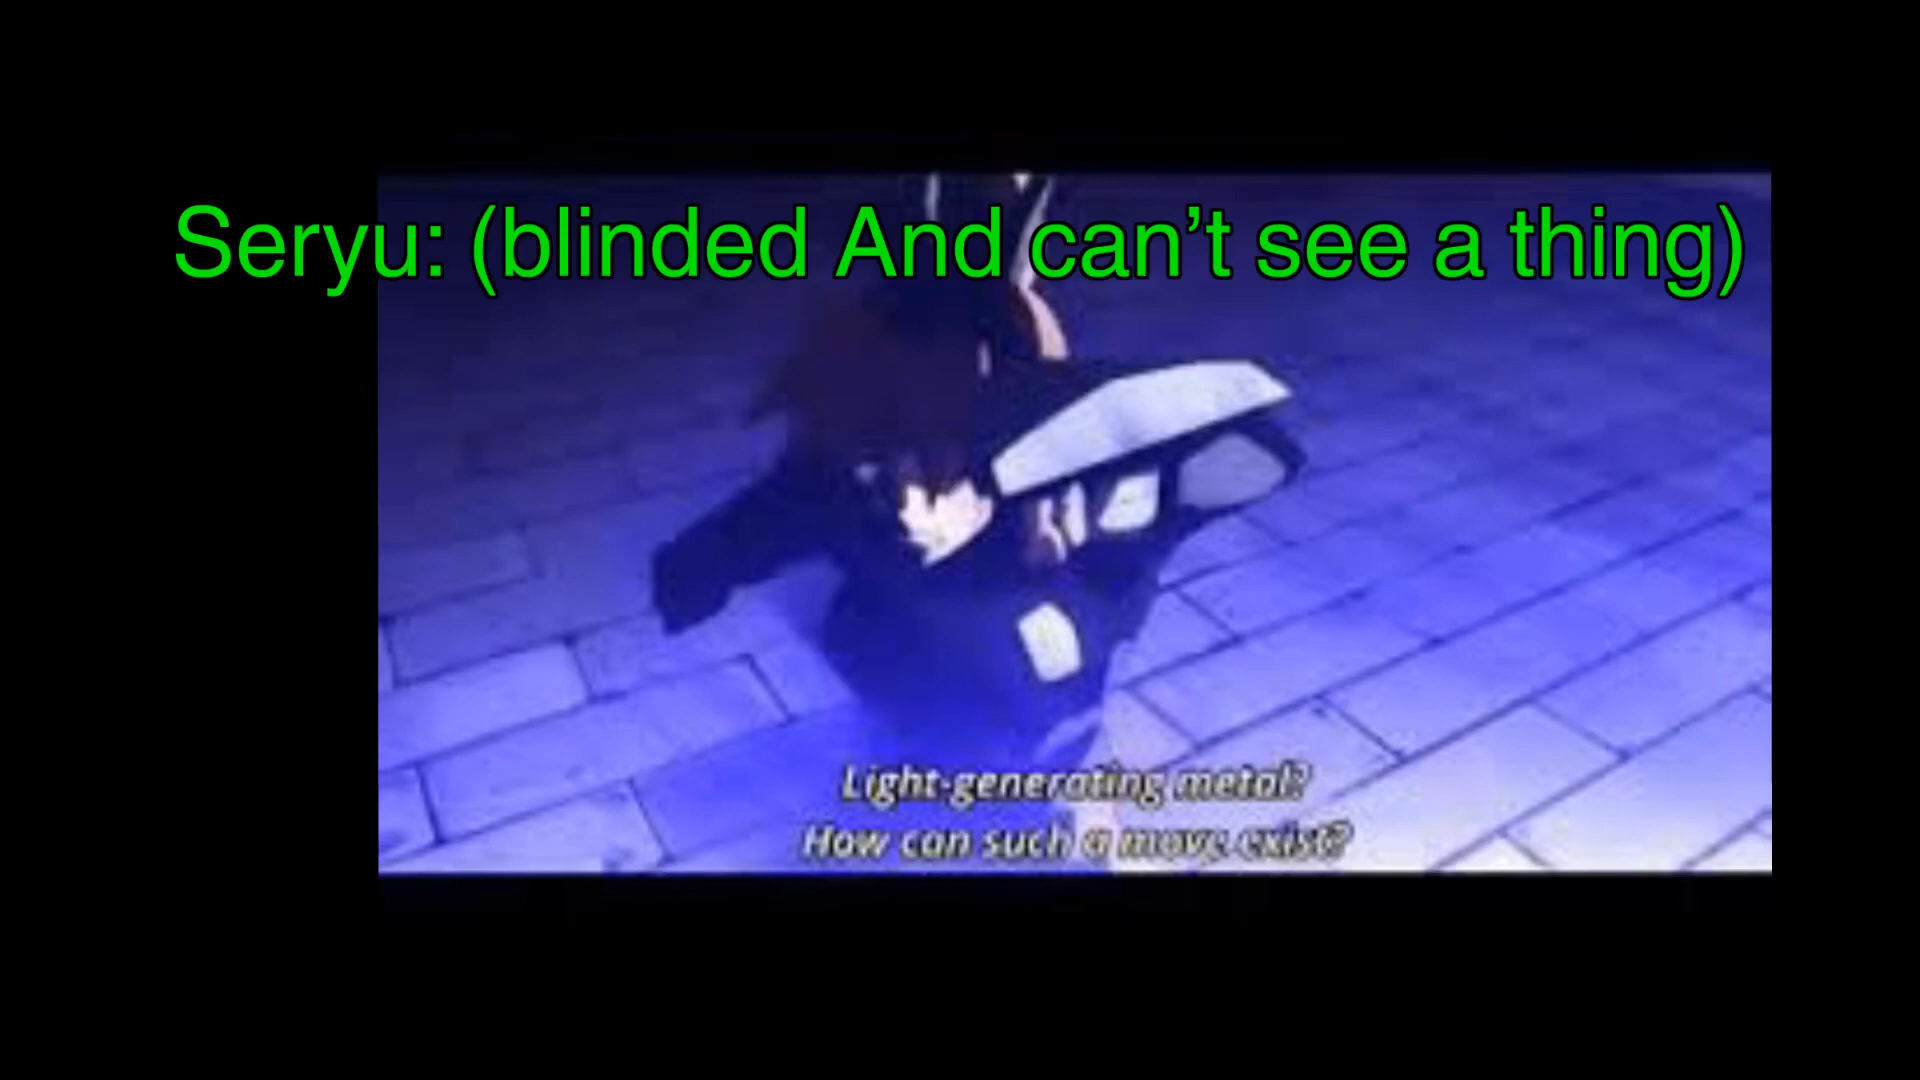 Seryu: (blinded And can’t see a thing)
Light-generating metal?
How can such a move exist?